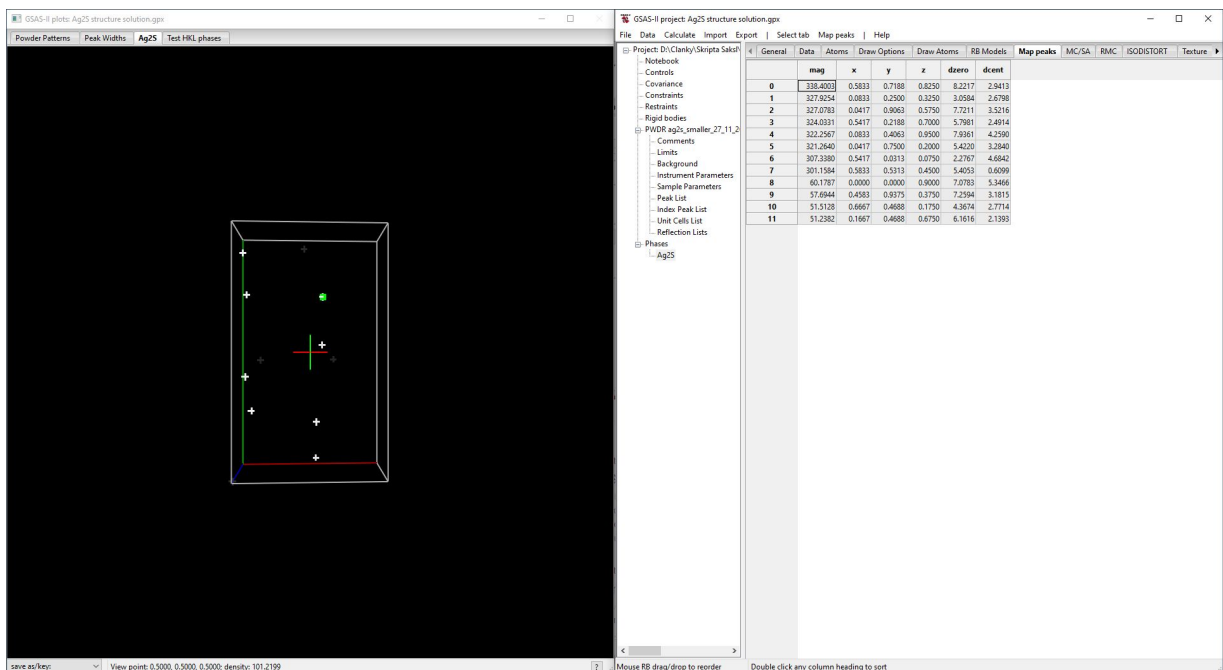 GSAS-II plots: Ag2S structure solution.gpx
Powder Patterns Peak Widths Ag2S Test HKL phases
save as/key: View point: 0.5000, 0.5000, 0.5000; density: 101.2199 ?
GSAS-II project: Ag2S structure solution.gpx
File Data Calculate Import Export | Select tab Map peaks | Help
Project: D:\Clanky\Skripta Saksl\
Notebook
Controls
Covariance
Constraints
Restraints
Rigid bodies
PWDR ag2s_smaller_27_11_2
Comments
Limits
Background
Instrument Parameters
Sample Parameters
Peak List
Index Peak List
Unit Cells List
Reflection Lists
Phases
Ag2S
General Data Atoms Draw Options Draw Atoms RB Models Map peaks MC/SA RMC ISODISTORT Texture
mag x y z dzero dcent
0 338.4003 0.5833 0.7188 0.8250 8.2217 2.9413
1 327.9254 0.0833 0.2500 0.3250 3.0584 2.6798
2 327.0783 0.0417 0.9063 0.5750 7.7211 3.5216
3 324.0331 0.5417 0.2188 0.7000 5.7981 2.4914
4 322.2567 0.0833 0.4063 0.9500 7.9361 4.2590
5 321.2640 0.0417 0.7500 0.2000 5.4220 3.2840
6 307.3380 0.5417 0.0313 0.0750 2.2767 4.6842
7 301.1584 0.5833 0.5313 0.4500 5.4053 0.6099
8 60.1787 0.0000 0.0000 0.9000 7.0783 5.3466
9 57.6944 0.4583 0.9375 0.3750 7.2594 3.1815
10 51.5128 0.6667 0.4688 0.1750 4.3674 2.7714
11 51.2382 0.1667 0.4688 0.6750 6.1616 2.1393
Mouse RB drag/drop to reorder Double click any column heading to sort